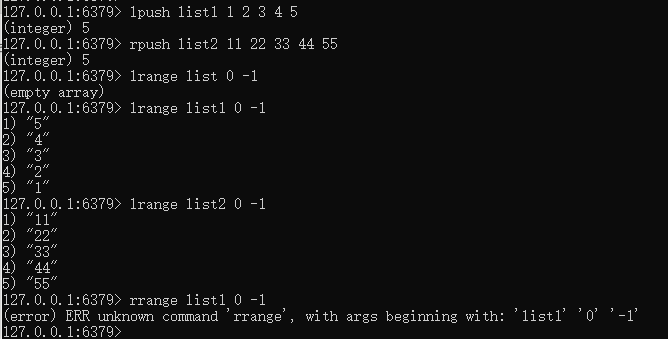 127.0.0.1:6379> lpush list1 1 2 3 4 5
(integer) 5
127.0.0.1:6379> rpush list2 11 22 33 44 55
(integer) 5
127.0.0.1:6379> lrange list 0 -1
(empty array)
127.0.0.1:6379> lrange list1 0 -1
1) "5"
2) "4"
3) "3"
4) "2"
5) "1"
127.0.0.1:6379> lrange list2 0 -1
1) "11"
2) "22"
3) "33"
4) "44"
5) "55"
127.0.0.1:6379> rrange list1 0 -1
(error) ERR unknown command 'rrange', with args beginning with: 'list1' '0' '-1'
127.0.0.1:6379>